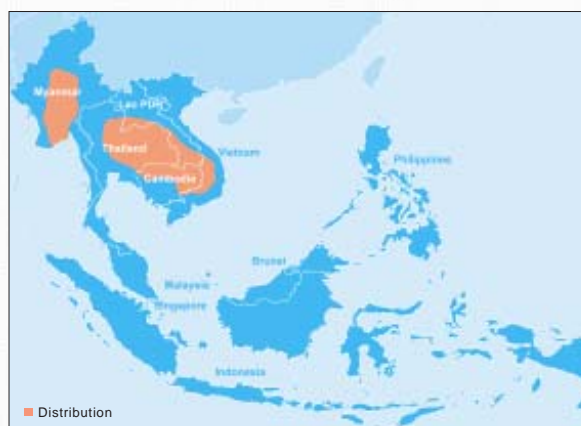 Myanmar
Lao PDR
Thailand
Vietnam
Cambodia
Philippines
Brunei
Malaysia
Singapore
Indonesia
Distribution